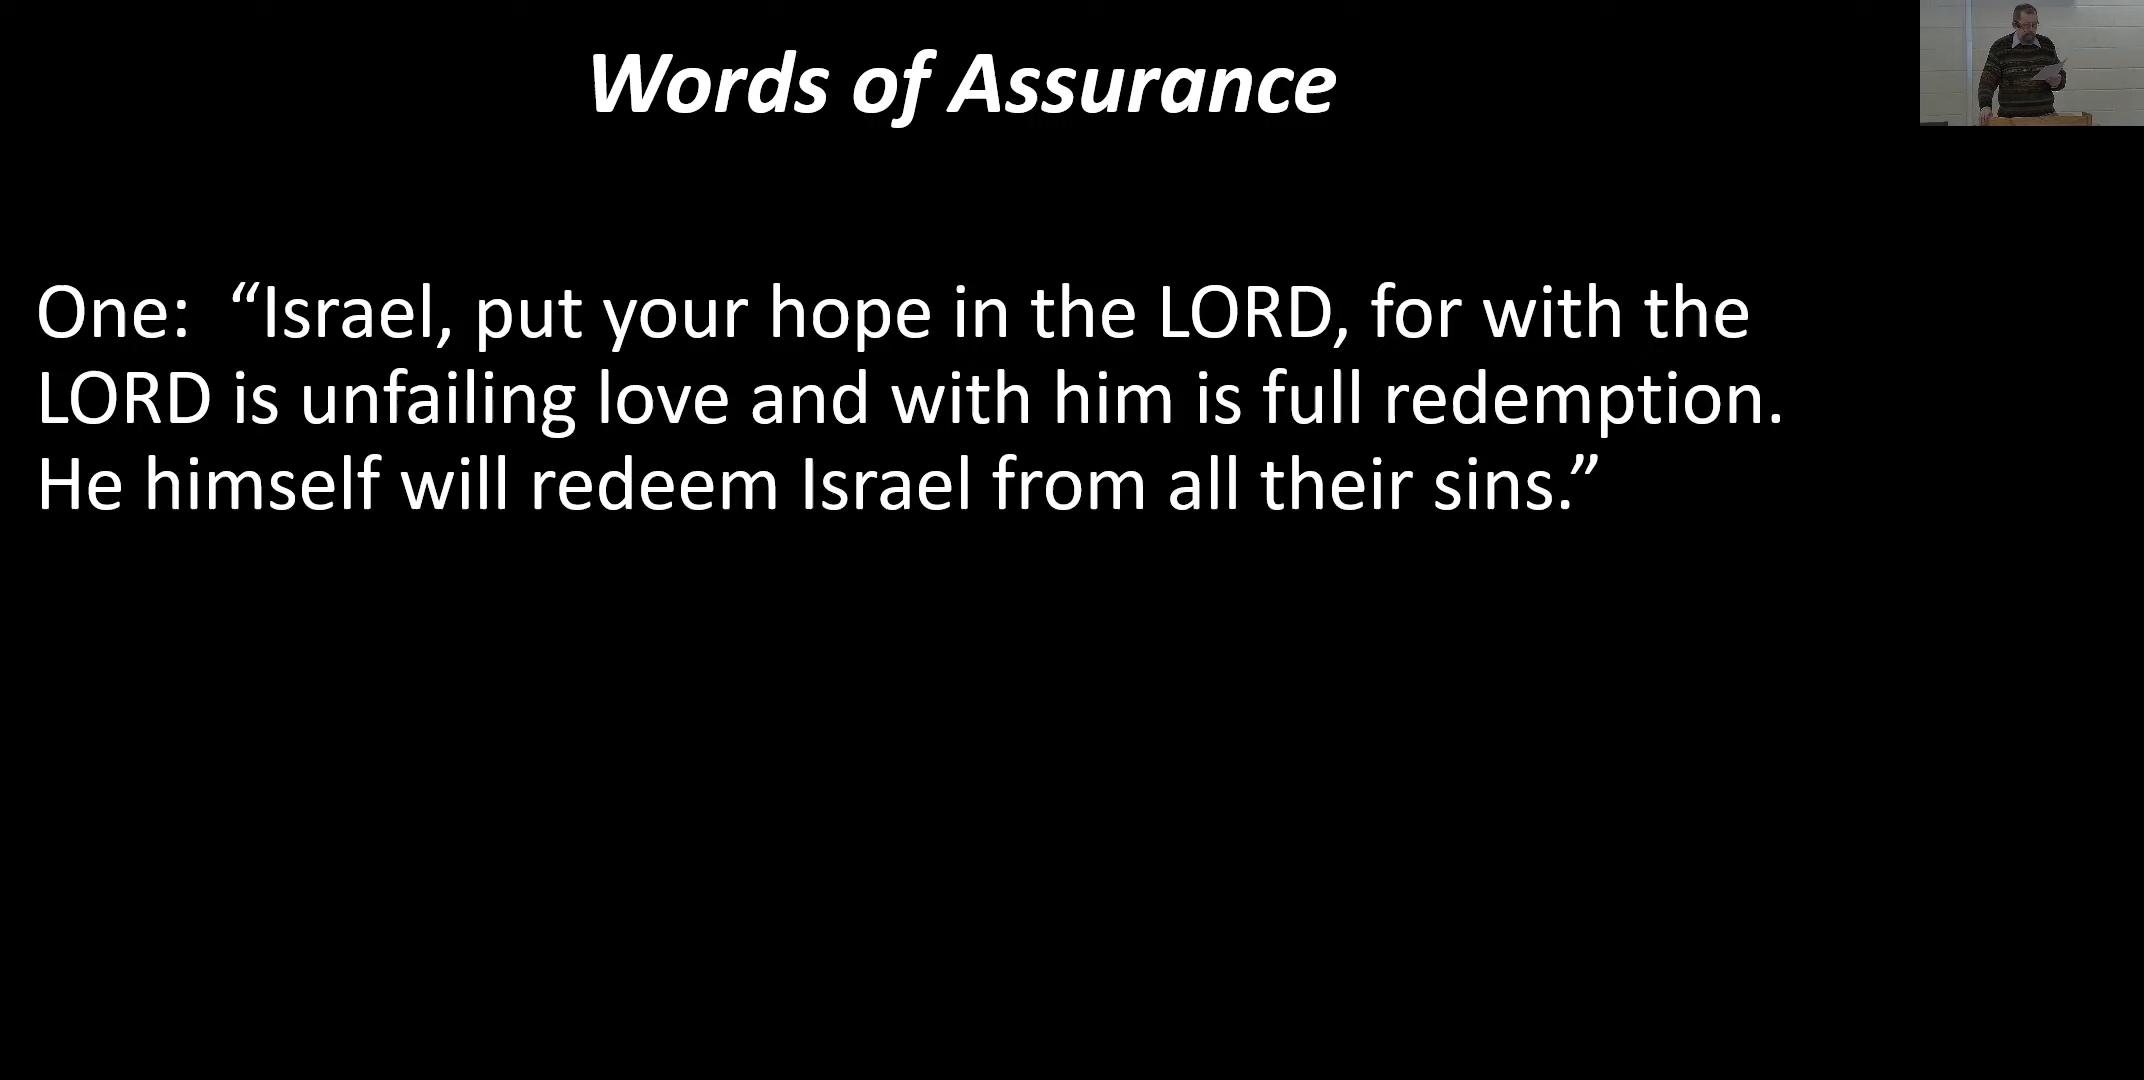 Words of Assurance
One:  “Israel, put your hope in the LORD, for with the
LORD is unfailing love and with him is full redemption.
He himself will redeem Israel from all their sins.”